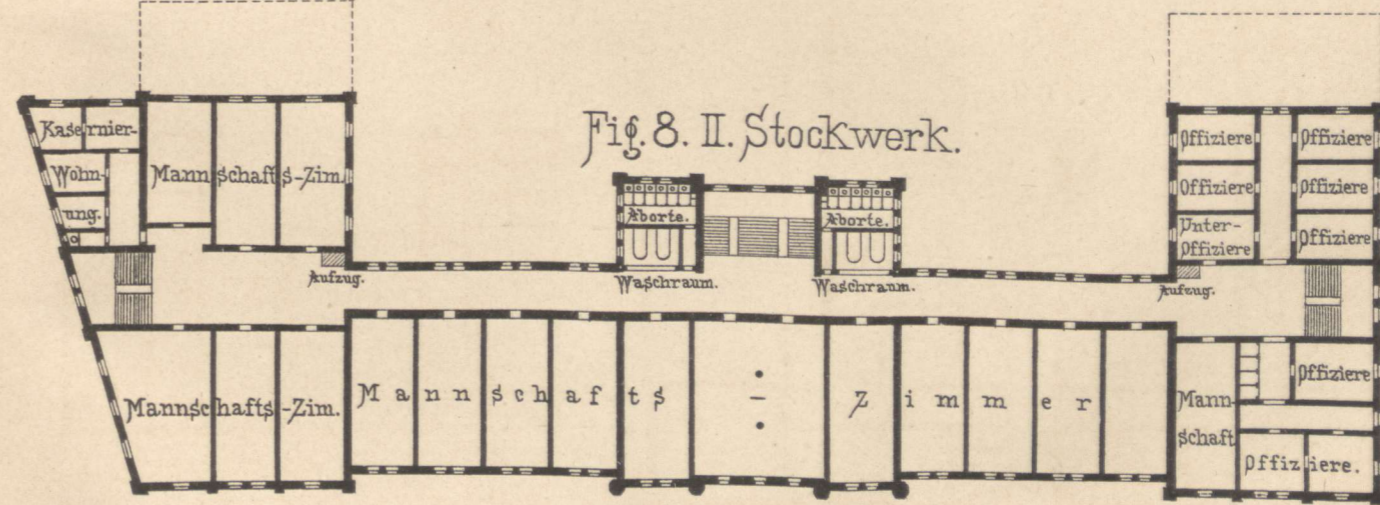 Fig. 8. II. Stockwerk.
Kasernier-
Wohn-
ung.
Mannschafts-Zim.
Aufzug.
Aborte.
Waschraum.
Aborte.
Waschraum.
Offiziere
Offiziere
Offiziere
Offiziere
Unter-
Offiziere
Offiziere
Aufzug.
Mannschafts-Zim.
Mannschafts - Zimmer
Mann-
schaft
Offiziere
Offiziere.